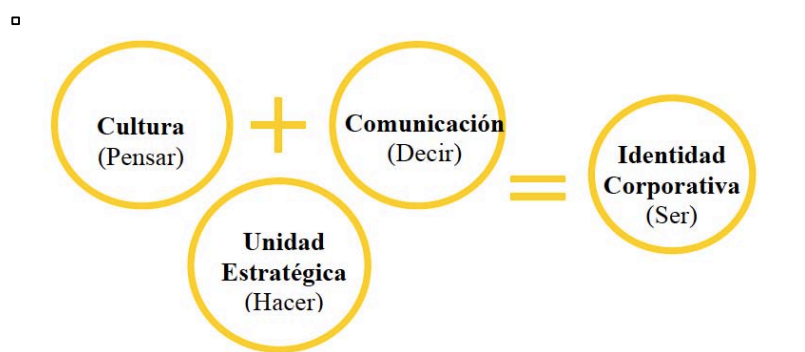 Cultura
(Pensar)
+
Comunicación
(Decir)
Unidad
Estratégica
(Hacer)
=
Identidad
Corporativa
(Ser)